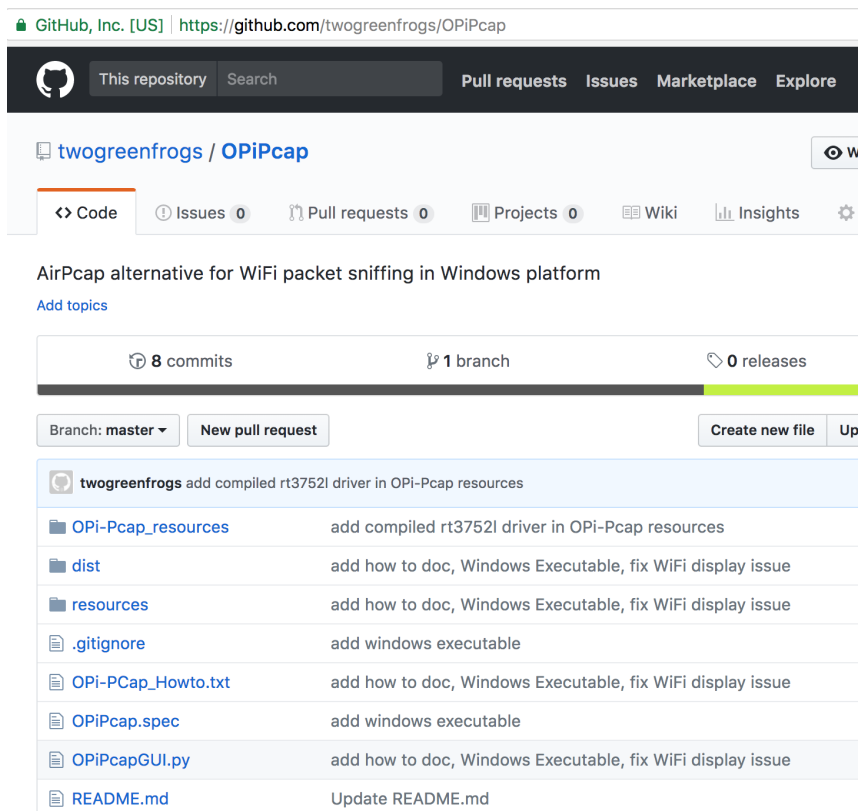 GitHub, Inc. [US] https://github.com/twogreenfrogs/OPiPcap
This repository Search Pull requests Issues Marketplace Explore
twogreenfrogs / OPiPcap W
Code Issues 0 Pull requests 0 Projects 0 Wiki Insights
AirPcap alternative for WiFi packet sniffing in Windows platform
Add topics
8 commits 1 branch 0 releases
Branch: master New pull request Create new file Up
twogreenfrogs add compiled rt3752l driver in OPi-Pcap resources
OPi-Pcap_resources add compiled rt3752l driver in OPi-Pcap resources
dist add how to doc, Windows Executable, fix WiFi display issue
resources add how to doc, Windows Executable, fix WiFi display issue
.gitignore add windows executable
OPi-PCap_Howto.txt add how to doc, Windows Executable, fix WiFi display issue
OPiPcap.spec add windows executable
OPiPcapGUI.py add how to doc, Windows Executable, fix WiFi display issue
README.md Update README.md